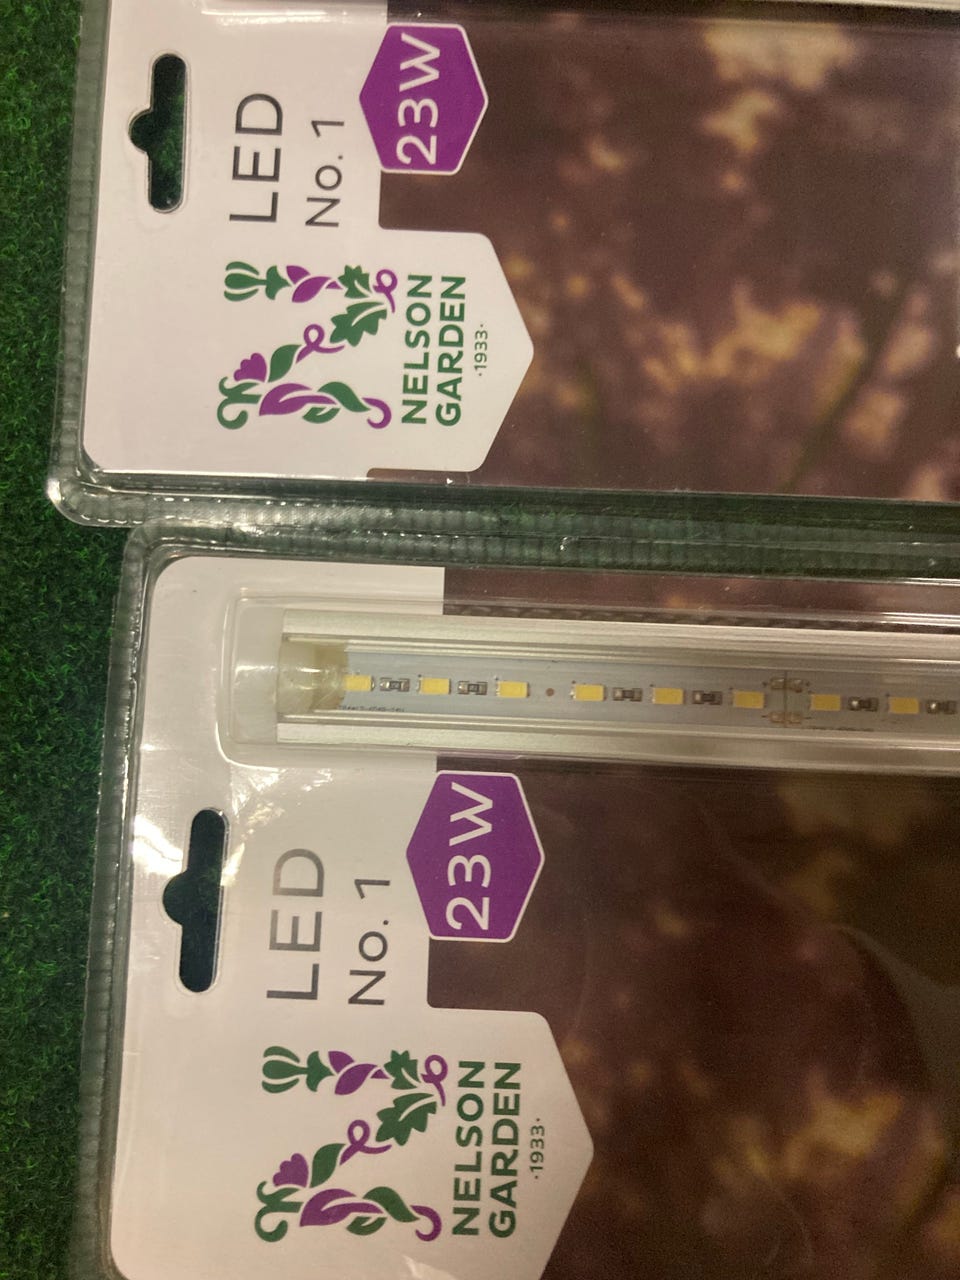 LED
No. 1
23W
NELSON
GARDEN
·1933·
LED
No. 1
23W
NELSON
GARDEN
·1933·